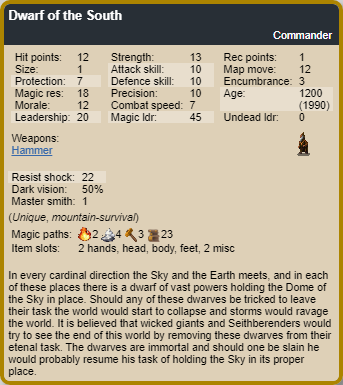 Dwarf of the South
Commander
Hit points: 12 Strength: 13 Rec points: 1
Size: 1 Attack skill: 10 Map move: 12
Protection: 7 Defence skill: 10 Encumbrance: 3
Magic res: 18 Precision: 10 Age: 1200
Morale: 12 Combat speed: 7 (1990)
Leadership: 20 Magic ldr: 45 Undead ldr: 0
Weapons:
Hammer
Resist shock: 22
Dark vision: 50%
Master smith: 1
(Unique, mountain-survival)
Magic paths: 2 4 3 23
Item slots: 2 hands, head, body, feet, 2 misc
In every cardinal direction the Sky and the Earth meets, and in each
of these places there is a dwarf of vast powers holding the Dome of
the Sky in place. Should any of these dwarves be tricked to leave
their task the world would start to collapse and storms would ravage
the world. It is believed that wicked giants and Seithberenders would
try to see the end of this world by removing these dwarves from their
etenal task. The dwarves are immortal and should one be slain he
would probably resume his task of holding the Sky in its proper
place.